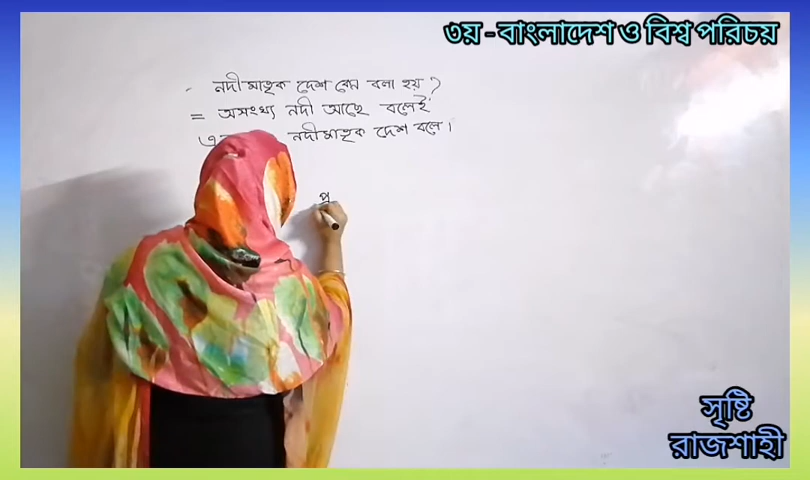 ৩য় - বাংলাদেশ ও বিশ্ব পরিচয়
নদীমাতৃক দেশ কেন বলা হয় ?
= অসংখ্য নদী আছে বলেই
নদীমাতৃক দেশ বলে।
প্র
সৃষ্টি
রাজশাহী